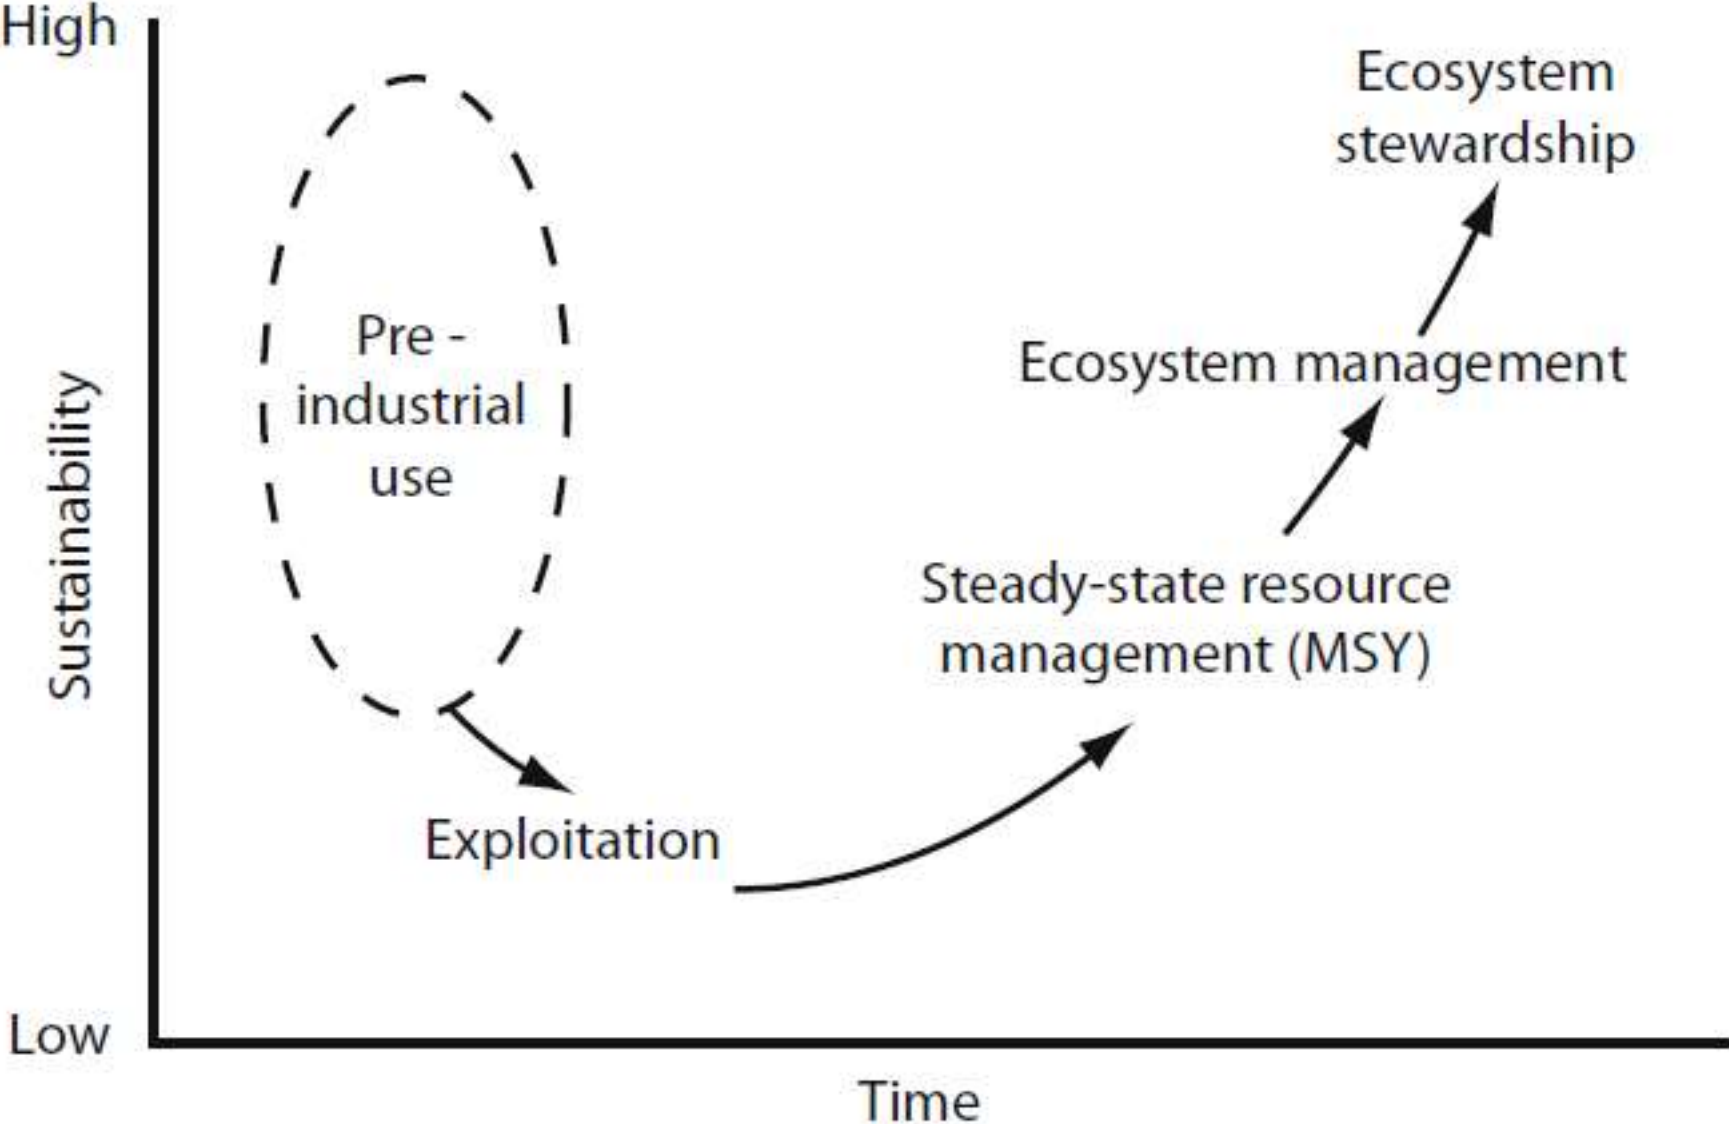 High
Ecosystem
stewardship
Pre -
industrial
use
Ecosystem management
Sustainability
Steady-state resource
management (MSY)
Exploitation
Low
Time